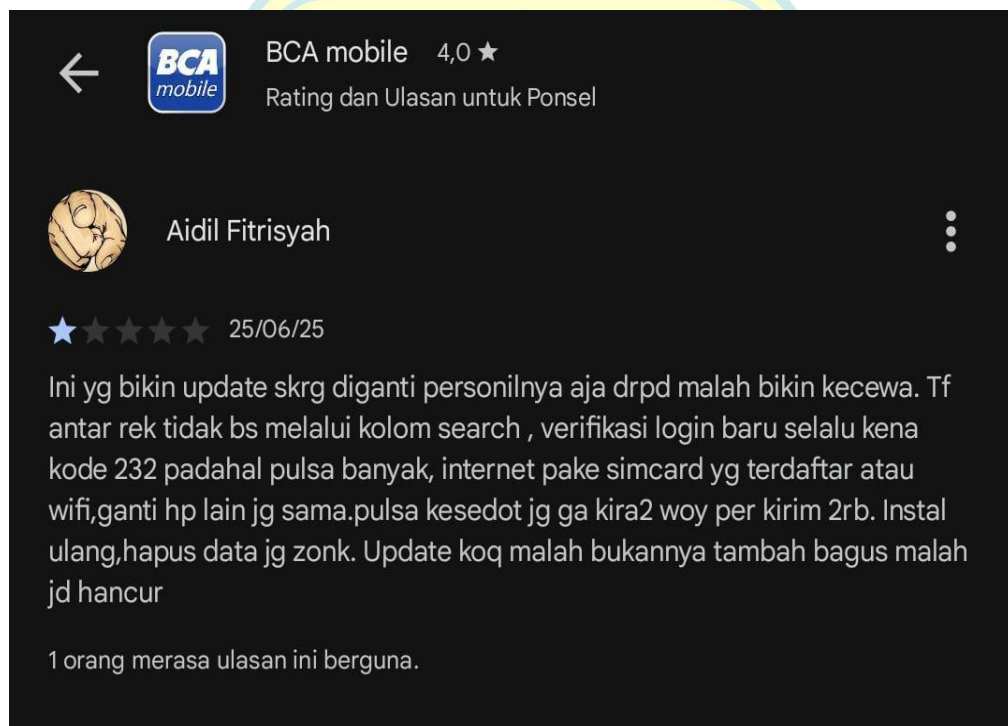 BCA mobile 4,0 ★
BCA
mobile
Rating dan Ulasan untuk Ponsel
Aidil Fitrisyah
25/06/25
Ini yg bikin update skrg diganti personilnya aja drpd malah bikin kecewa. Tf
antar rek tidak bs melalui kolom search , verifikasi login baru selalu kena
kode 232 padahal pulsa banyak, internet pake simcard yg terdaftar atau
wifi,ganti hp lain jg sama.pulsa kesedot jg ga kira2 woy per kirim 2rb. Instal
ulang,hapus data jg zonk. Update koq malah bukannya tambah bagus malah
jd hancur
1 orang merasa ulasan ini berguna.